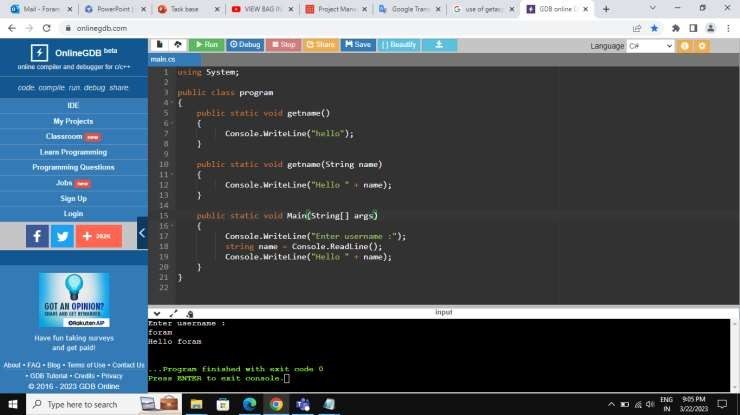 Mail - Foram
PowerPoint
Task base
VIEW BAG IN
Project Mana
Google Trans
use of getas
GDB online D
onlinegdb.com
OnlineGDB beta
online compiler and debugger for c/c++
code. compile. run. debug. share.
IDE
My Projects
Classroom new
Learn Programming
Programming Questions
Jobs new
Sign Up
Login
GOT AN OPINION?
SHARE AND GET REWARDED.
Rakuten AIP
Have fun taking surveys
and get paid!
About • FAQ • Blog • Terms of Use • Contact Us
• GDB Tutorial • Credits • Privacy
© 2016 - 2023 GDB Online
Run
Debug
Stop
Share
Save
{ } Beautify
Language C#
main.cs
1 using System;
2
3 public class program
4 {
5 public static void getname()
6 {
7 Console.WriteLine("hello");
8 }
9
10 public static void getname(String name)
11 {
12 Console.WriteLine("Hello " + name);
13 }
14
15 public static void Main(String[] args)
16 {
17 Console.WriteLine("Enter username :");
18 string name = Console.ReadLine();
19 Console.WriteLine("Hello " + name);
20 }
21 }
22
input
Enter username :
foram
Hello foram
...Program finished with exit code 0
Press ENTER to exit console.
Type here to search
ENG
IN
9:05 PM
3/22/2023